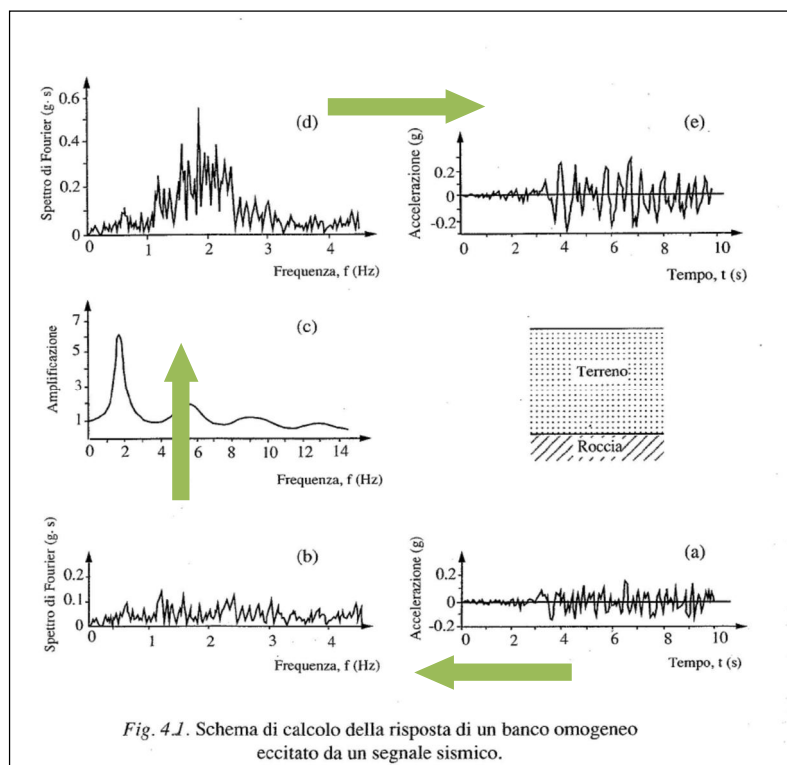 Spettro di Fourier (g· s)
0.6
0.4
0.2
0
0 1 2 3 4
Frequenza, f (Hz)
(d)
Accelerazione (g)
0.2
0
-0.2
0 2 4 6 8 10
Tempo, t (s)
(e)
Amplificazione
7
5
3
1
0 2 4 6 8 10 12 14
Frequenza, f (Hz)
(c)
Terreno
Roccia
Spettro di Fourier (g· s)
0.2
0.1
0
0 1 2 3 4
Frequenza, f (Hz)
(b)
Accelerazione (g)
0.2
0
-0.2
0 2 4 6 8 10
Tempo, t (s)
(a)
Fig. 4.1. Schema di calcolo della risposta di un banco omogeneo
eccitato da un segnale sismico.